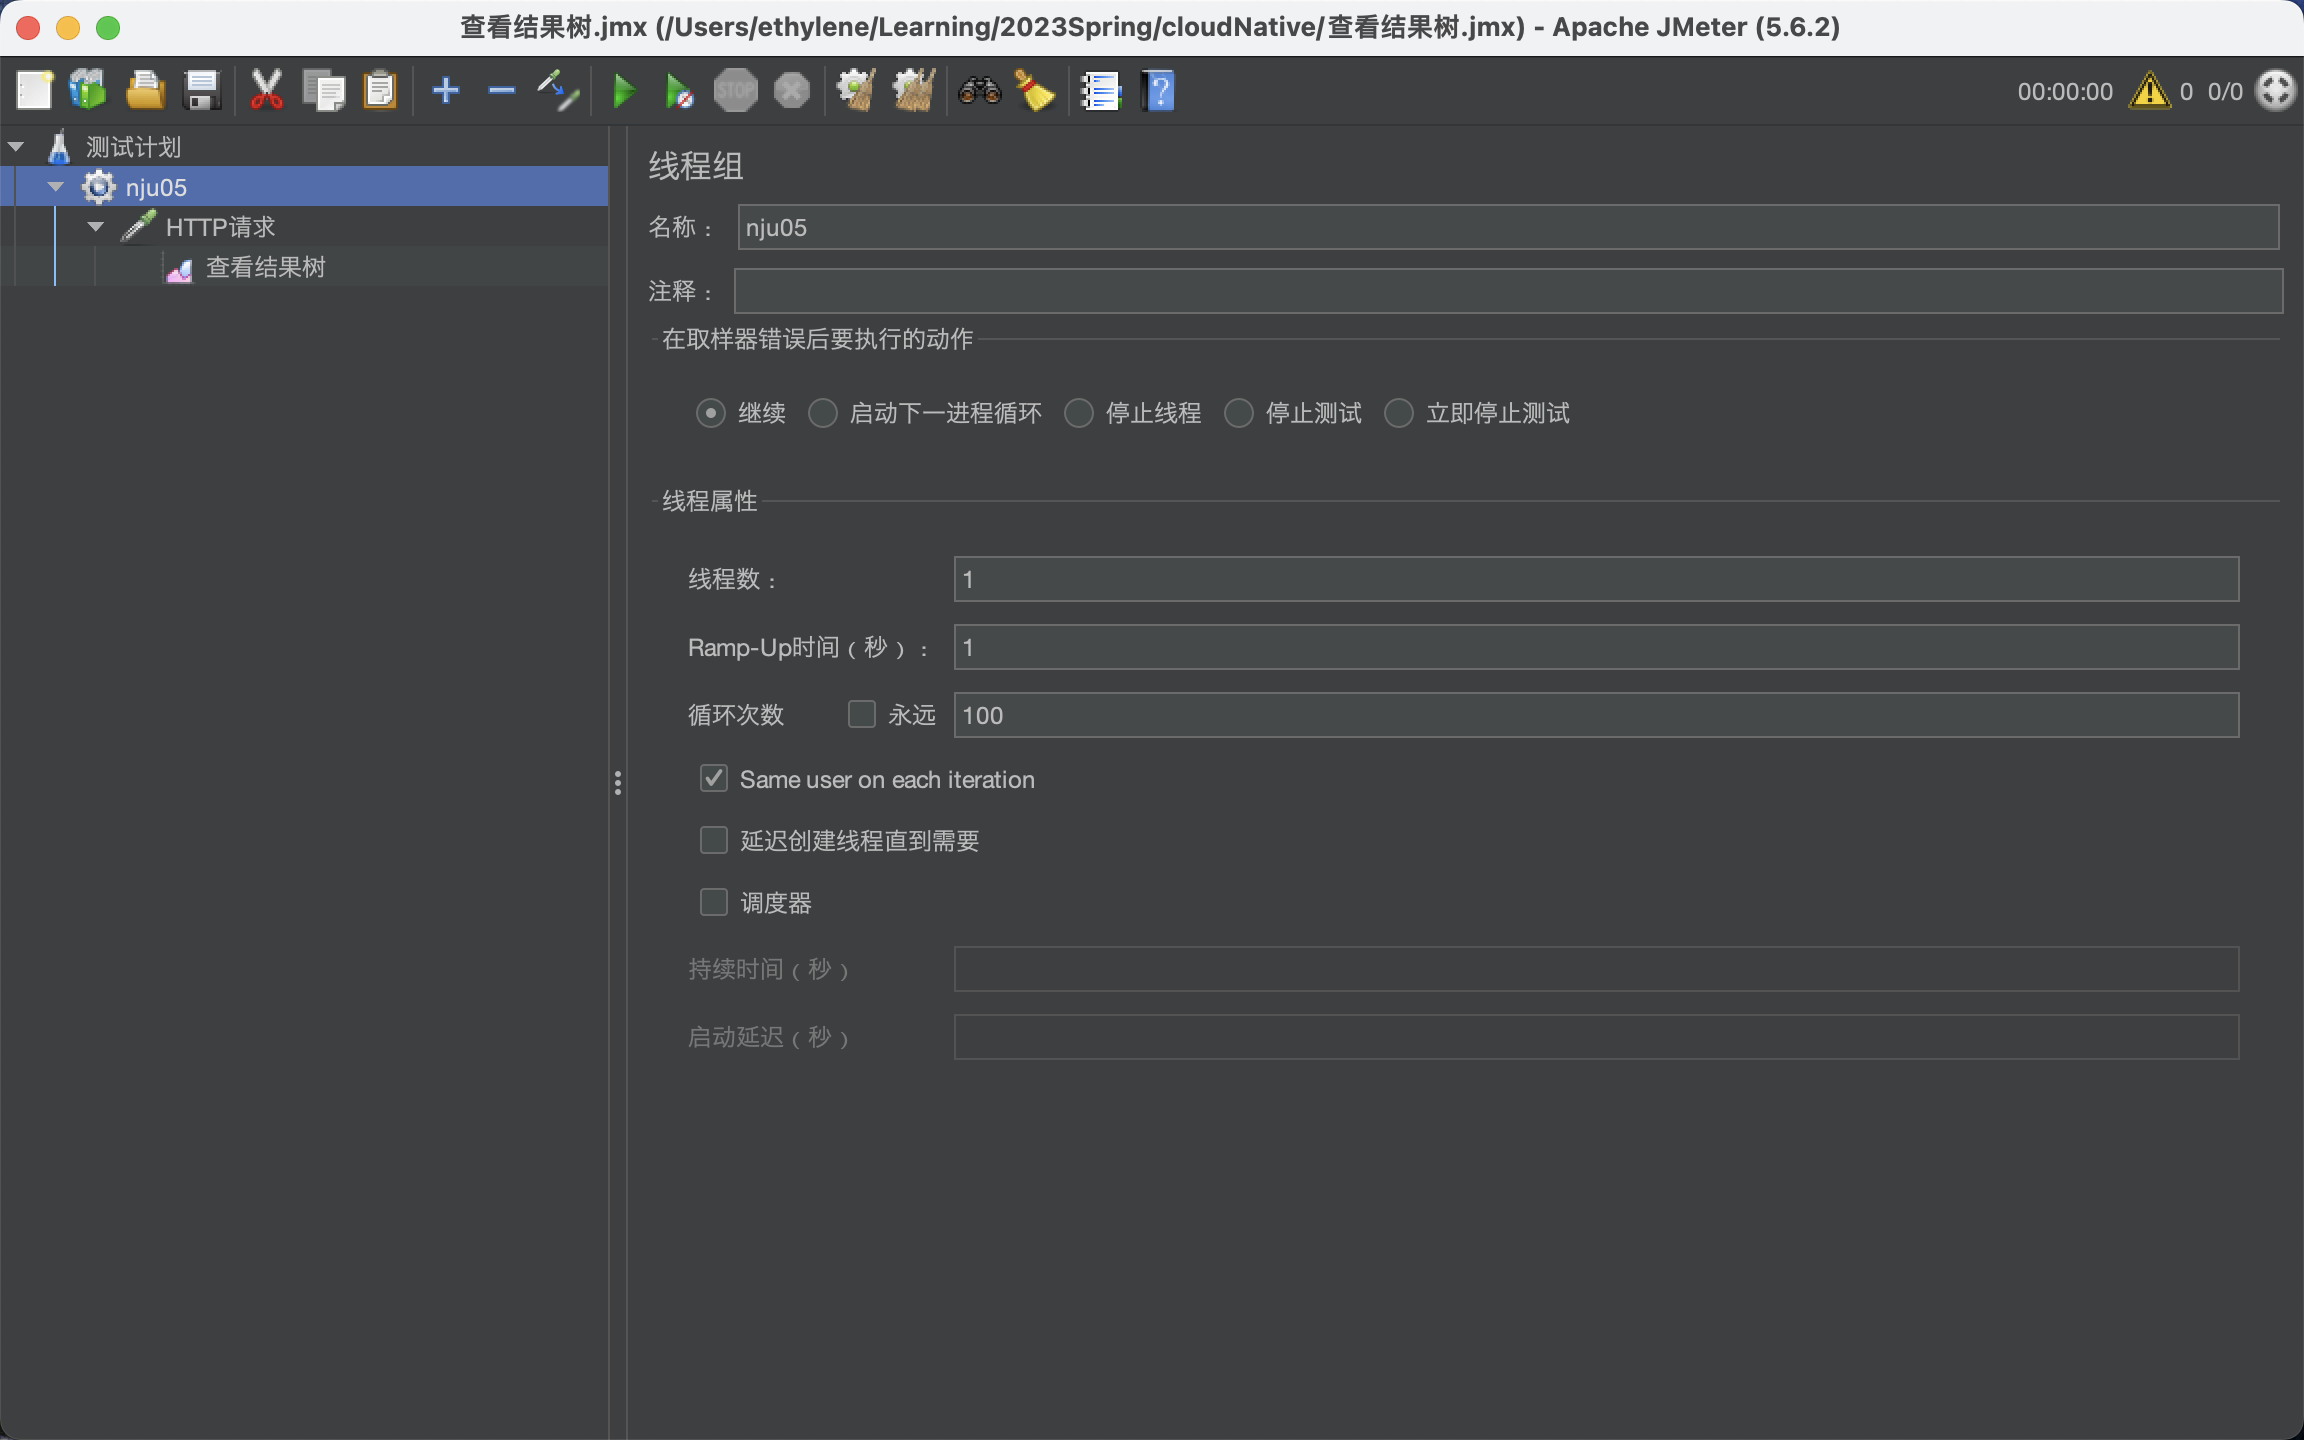 查看结果树.jmx (/Users/ethylene/Learning/2023Spring/cloudNative/查看结果树.jmx) - Apache JMeter (5.6.2)
STOP
00:00:00 0 0/0
测试计划
nju05
HTTP请求
查看结果树
线程组
名称： nju05
注释：
在取样器错误后要执行的动作
继续 启动下一进程循环 停止线程 停止测试 立即停止测试
线程属性
线程数： 1
Ramp-Up时间（秒）： 1
循环次数 永远 100
Same user on each iteration
延迟创建线程直到需要
调度器
持续时间（秒）
启动延迟（秒）